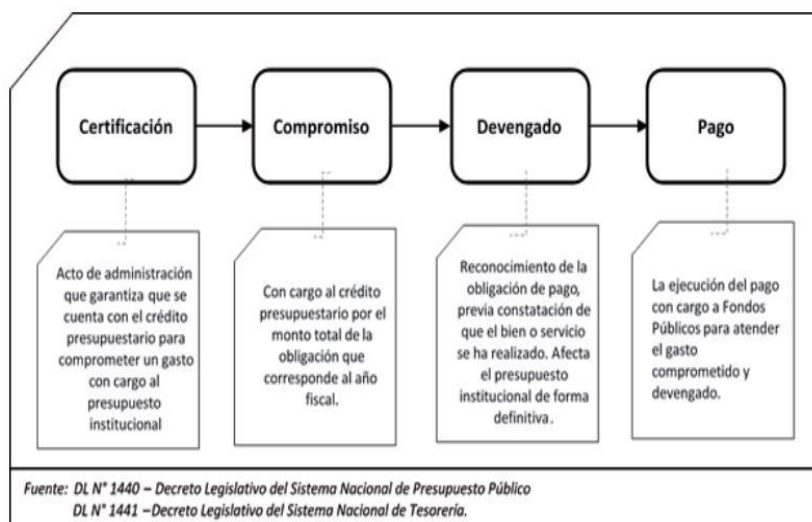 Certificación
Compromiso
Devengado
Pago
Acto de administración
que garantiza que se
cuenta con el crédito
presupuestario para
comprometer un gasto
con cargo al
presupuesto
institucional
Con cargo al crédito
presupuestario por el
monto total de la
obligación que
corresponde al año
fiscal.
Reconocimiento de la
obligación de pago,
previa constatación de
que el bien o servicio
se ha realizado. Afecta
el presupuesto
institucional de forma
definitiva.
La ejecución del pago
con cargo a Fondos
Públicos para atender
el gasto
comprometido y
devengado.
Fuente: DL N° 1440 – Decreto Legislativo del Sistema Nacional de Presupuesto Público
DL N° 1441 –Decreto Legislativo del Sistema Nacional de Tesorería.